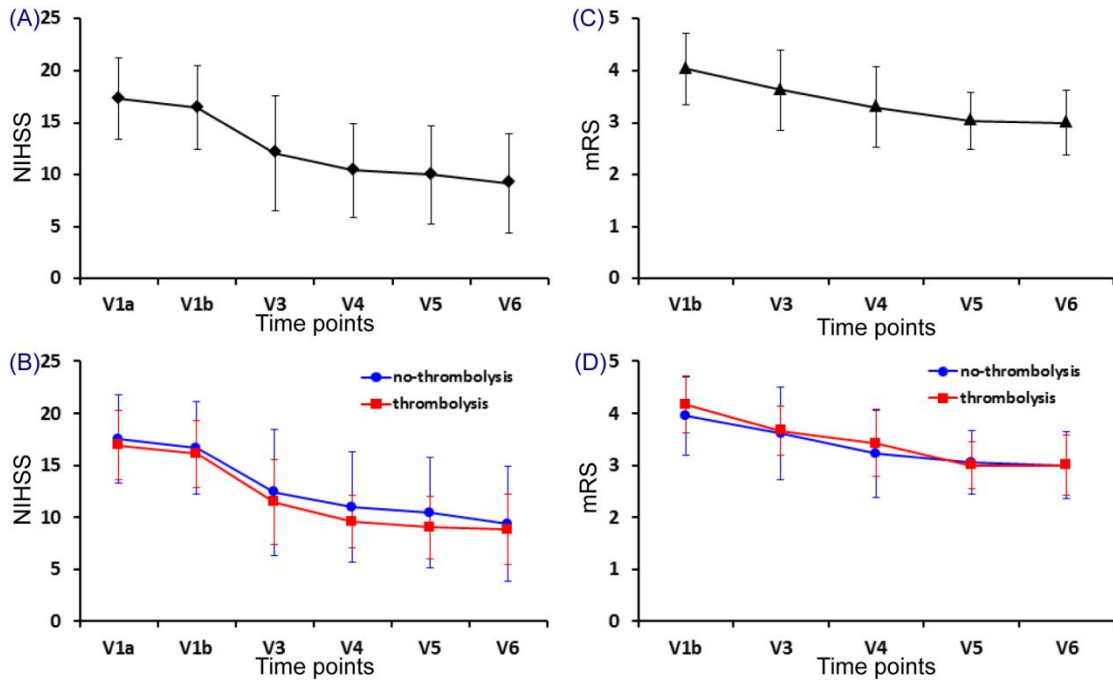 (A)
NIHSS
25
20
15
10
5
0
V1a V1b V3 V4 V5 V6
Time points
(C)
mRS
5
4
3
2
1
0
V1b V3 V4 V5 V6
Time points
(B)
NIHSS
25
20
15
10
5
0
no-thrombolysis
thrombolysis
V1a V1b V3 V4 V5 V6
Time points
(D)
mRS
5
4
3
2
1
0
no-thrombolysis
thrombolysis
V1b V3 V4 V5 V6
Time points